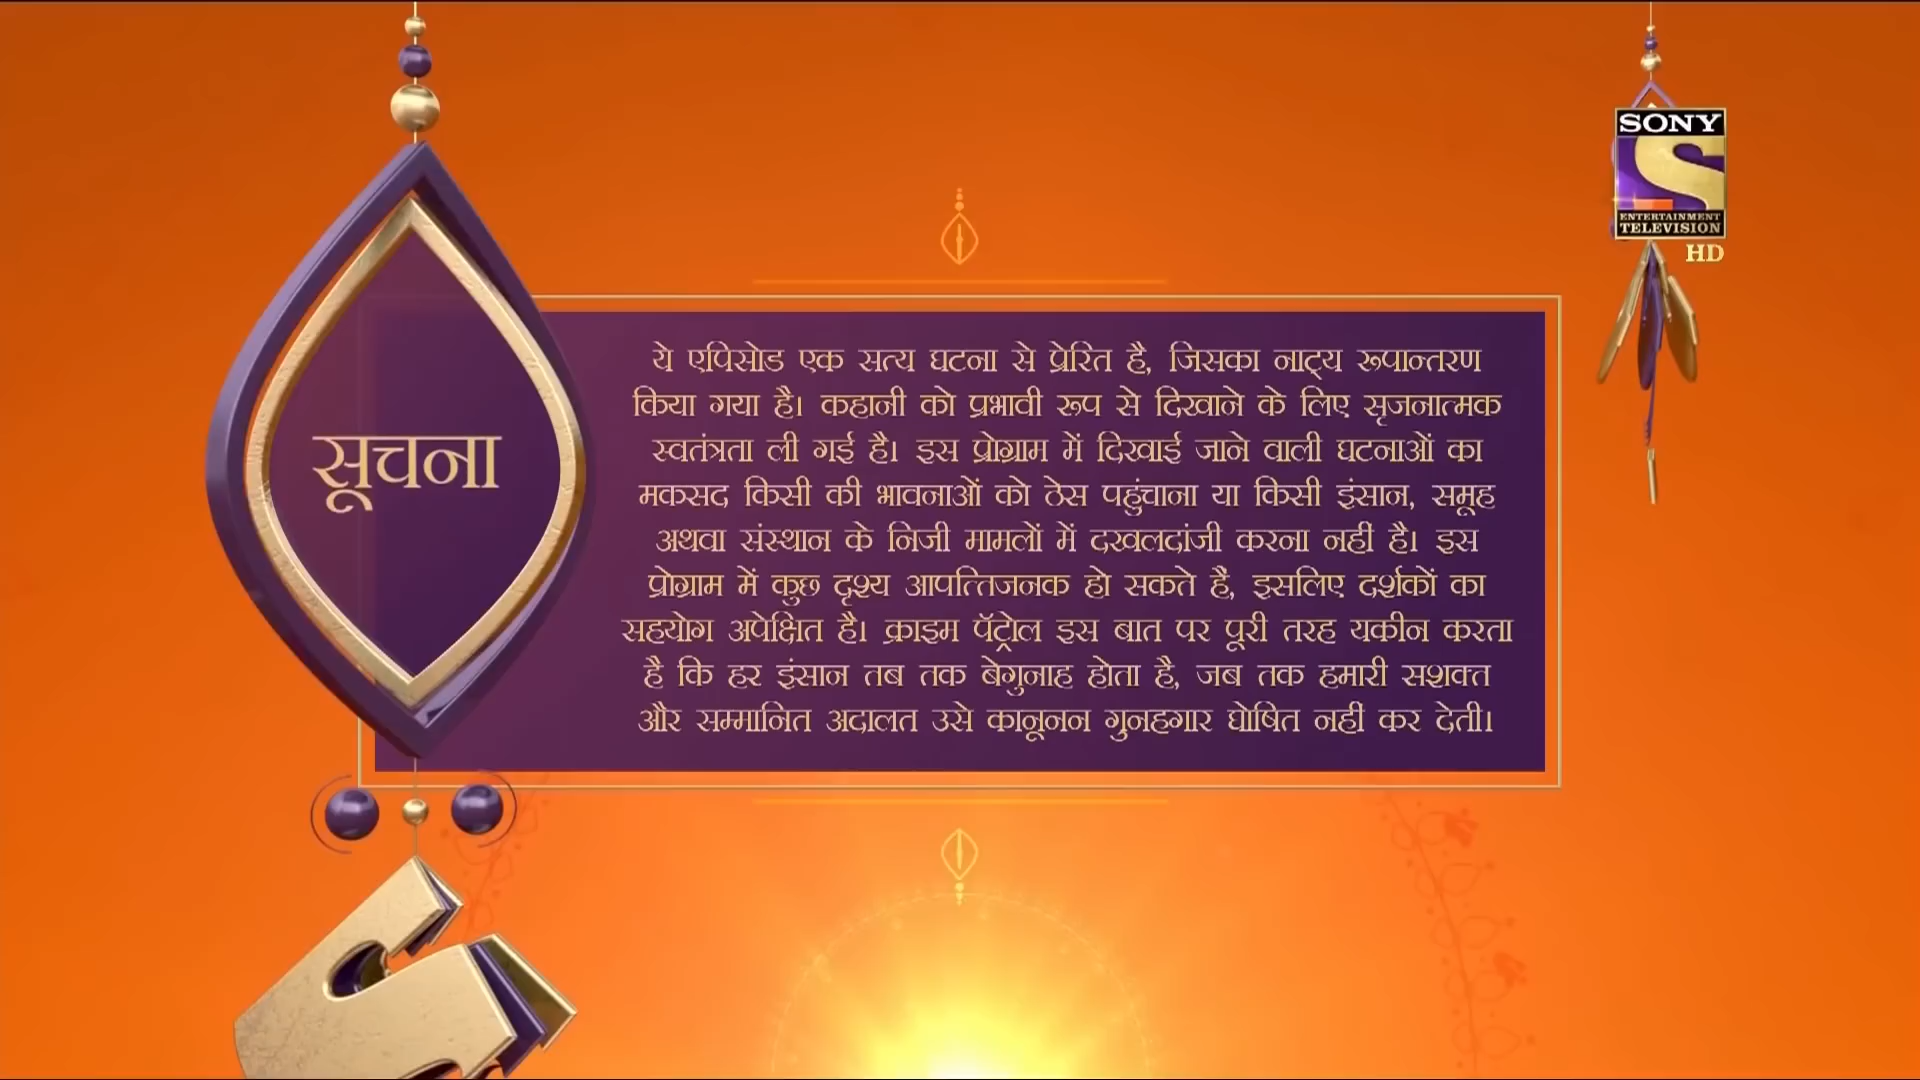 सूचना
ये एपिसोड एक सत्य घटना से प्रेरित है, जिसका नाट्य रूपान्तरण
किया गया है। कहानी को प्रभावी रूप से दिखाने के लिए सृजनात्मक
स्वतंत्रता ली गई है। इस प्रोग्राम में दिखाई जाने वाली घटनाओं का
मकसद किसी की भावनाओं को ठेस पहुंचाना या किसी इंसान, समूह
अथवा संस्थान के निजी मामलों में दखलदांजी करना नहीं है। इस
प्रोग्राम में कुछ दृश्य आपत्तिजनक हो सकते हैं, इसलिए दर्शकों का
सहयोग अपेक्षित है। क्राइम पॅट्रोल इस बात पर पूरी तरह यकीन करता
है कि हर इंसान तब तक बेगुनाह होता है, जब तक हमारी सशक्त
और सम्मानित अदालत उसे कानूनन गुनहगार घोषित नहीं कर देती।
SONY
ENTERTAINMENT
TELEVISION
HD